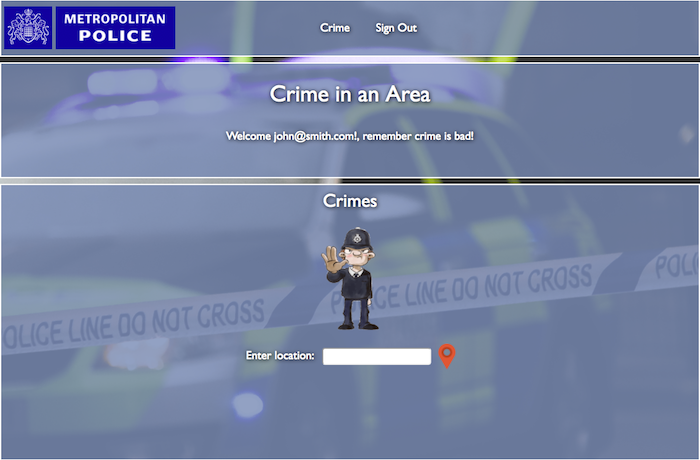 METROPOLITAN
POLICE
Crime Sign Out
Crime in an Area
Welcome john@smith.com!, remember crime is bad!
Crimes
POLICE LINE DO NOT CROSS
POLICE LINE DO NOT CROSS
POLICE
Enter location: